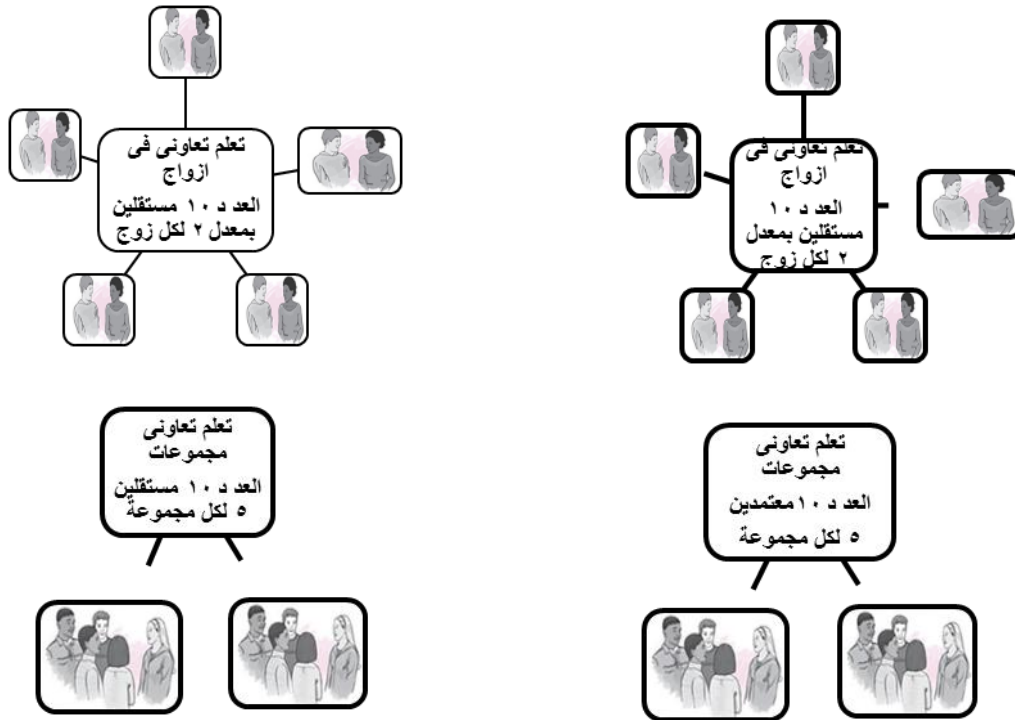 تعلم تعاونى فى
ازواج
العد د ١٠ مستقلين
بمعدل ٢ لكل زوج
تعلم تعاونى فى
ازواج
العد د ١٠
مستقلين بمعدل
٢ لكل زوج
تعلم تعاونى
مجموعات
العد د ١٠ مستقلين
٥ لكل مجموعة
تعلم تعاونى
مجموعات
العد د ١٠ معتمدين
٥ لكل مجموعة